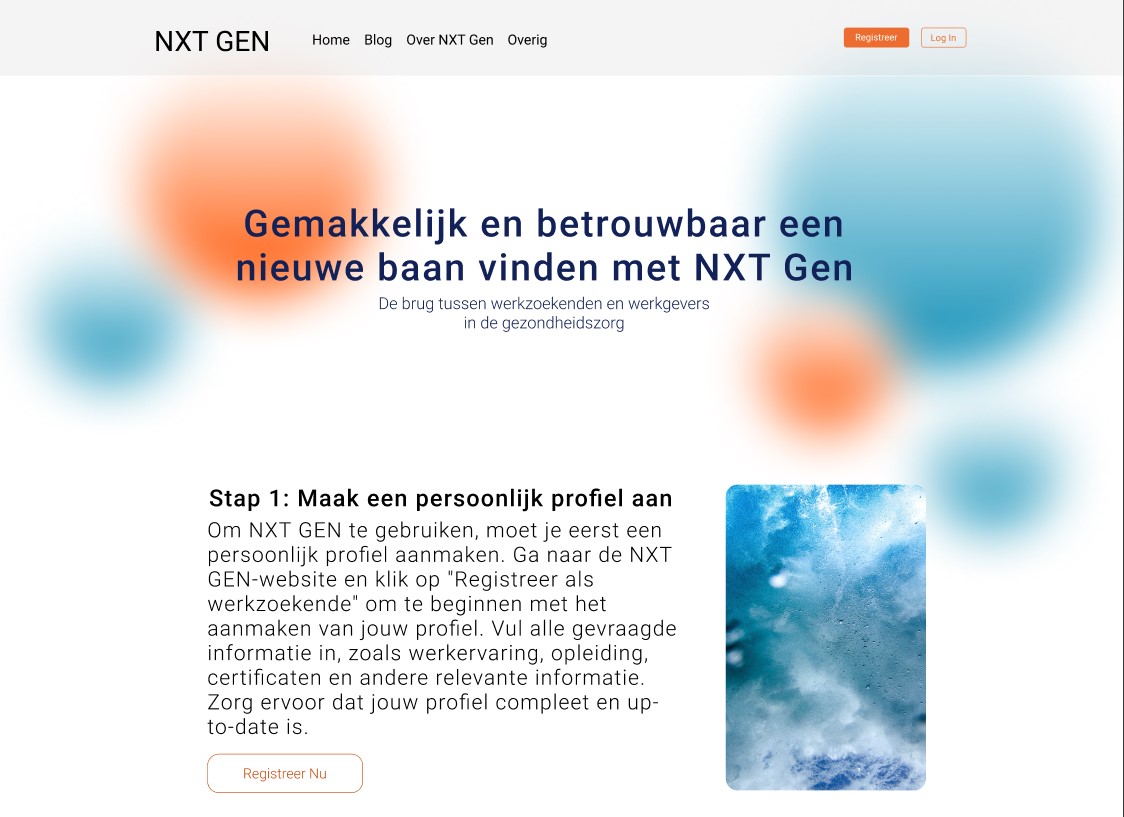 NXT GEN
Home Blog Over NXT Gen Overig
Registreer
Log In
Gemakkelijk en betrouwbaar een
nieuwe baan vinden met NXT Gen
De brug tussen werkzoekenden en werkgevers
in de gezondheidszorg
Stap 1: Maak een persoonlijk profiel aan
Om NXT GEN te gebruiken, moet je eerst een
persoonlijk profiel aanmaken. Ga naar de NXT
GEN-website en klik op "Registreer als
werkzoekende" om te beginnen met het
aanmaken van jouw profiel. Vul alle gevraagde
informatie in, zoals werkervaring, opleiding,
certificaten en andere relevante informatie.
Zorg ervoor dat jouw profiel compleet en up-
to-date is.
Registreer Nu